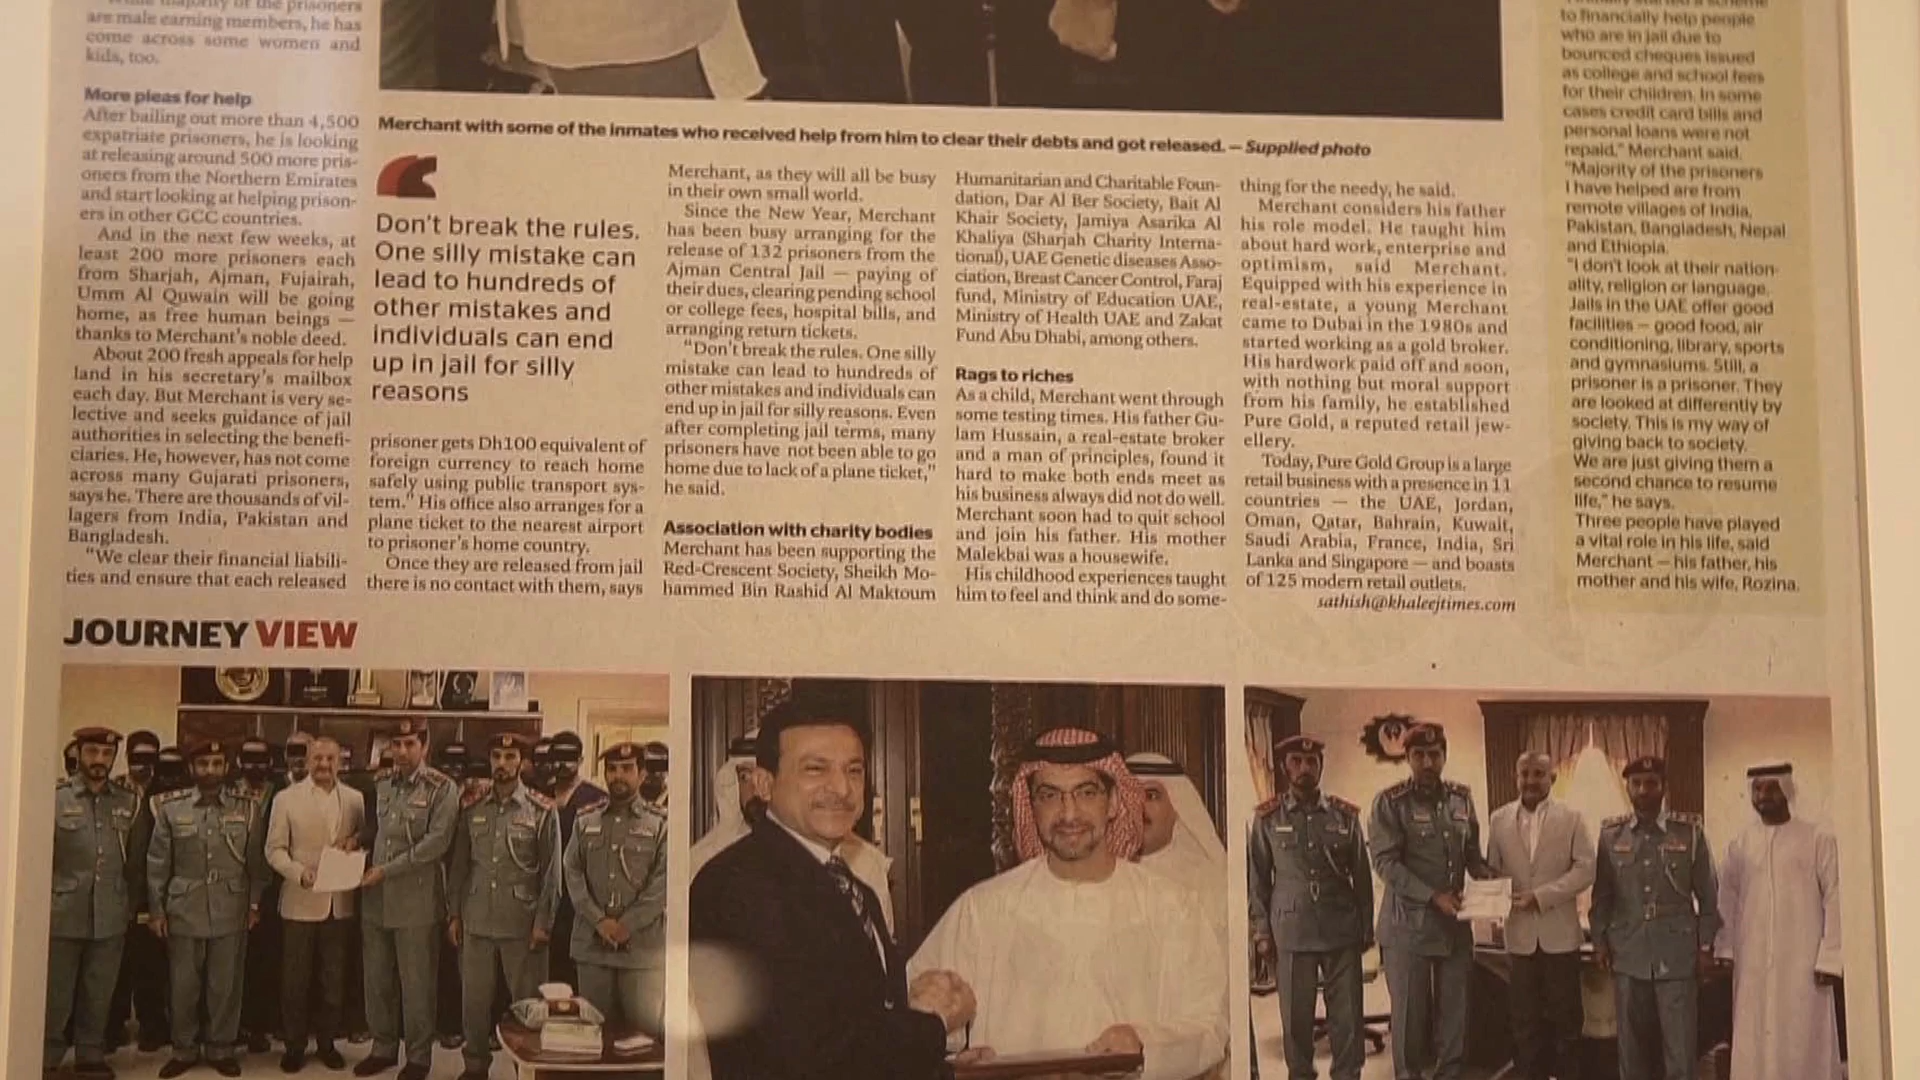 are male earning members, he has
come across some women and
kids, too.
More pleas for help
After bailing out more than 4,500
expatriate prisoners, he is looking
at releasing around 500 more pris-
oners from the Northern Emirates
and start looking at helping prison-
ers in other GCC countries.
And in the next few weeks, at
least 200 more prisoners each
from Sharjah, Ajman, Fujairah,
Umm Al Quwain will be going
home, as free human beings —
thanks to Merchant's noble deed.
About 200 fresh appeals for help
land in his secretary's mailbox
each day. But Merchant is very se-
lective and seeks guidance of jail
authorities in selecting the benefi-
ciaries. He, however, has not come
across many Gujarati prisoners,
says he. There are thousands of vil-
lagers from India, Pakistan and
Bangladesh.
"We clear their financial liabili-
ties and ensure that each released
Merchant with some of the inmates who received help from him to clear their debts and got released. — Supplied photo
Don't break the rules.
One silly mistake can
lead to hundreds of
other mistakes and
individuals can end
up in jail for silly
reasons
prisoner gets Dh100 equivalent of
foreign currency to reach home
safely using public transport sys-
tem." His office also arranges for a
plane ticket to the nearest airport
to prisoner's home country.
Once they are released from jail
there is no contact with them, says
Merchant, as they will all be busy
in their own small world.
Since the New Year, Merchant
has been busy arranging for the
release of 132 prisoners from the
Ajman Central Jail — paying of
their dues, clearing pending school
or college fees, hospital bills, and
arranging return tickets.
"Don't break the rules. One silly
mistake can lead to hundreds of
other mistakes and individuals can
end up in jail for silly reasons. Even
after completing jail terms, many
prisoners have not been able to go
home due to lack of a plane ticket,"
he said.
Association with charity bodies
Merchant has been supporting the
Red-Crescent Society, Sheikh Mo-
hammed Bin Rashid Al Maktoum
Humanitarian and Charitable Foun-
dation, Dar Al Ber Society, Bait Al
Khair Society, Jamiya Asarika Al
Khaliya (Sharjah Charity Interna-
tional), UAE Genetic diseases Asso-
ciation, Breast Cancer Control, Faraj
fund, Ministry of Education UAE,
Ministry of Health UAE and Zakat
Fund Abu Dhabi, among others.
Rags to riches
As a child, Merchant went through
some testing times. His father Gu-
lam Hussain, a real-estate broker
and a man of principles, found it
hard to make both ends meet as
his business always did not do well.
Merchant soon had to quit school
and join his father. His mother
Malekbai was a housewife.
His childhood experiences taught
him to feel and think and do some-
thing for the needy, he said.
Merchant considers his father
his role model. He taught him
about hard work, enterprise and
optimism, said Merchant.
Equipped with his experience in
real-estate, a young Merchant
came to Dubai in the 1980s and
started working as a gold broker.
His hardwork paid off and soon,
with nothing but moral support
from his family, he established
Pure Gold, a reputed retail jew-
ellery.
Today, Pure Gold Group is a large
retail business with a presence in 11
countries — the UAE, Jordan,
Oman, Qatar, Bahrain, Kuwait,
Saudi Arabia, France, India, Sri
Lanka and Singapore — and boasts
of 125 modern retail outlets.
sathish@khaleejtimes.com
to financially help people
who are in jail due to
bounced cheques issued
as college and school fees
for their children. In some
cases credit card bills and
personal loans were not
repaid," Merchant said.
"Majority of the prisoners
I have helped are from
remote villages of India,
Pakistan, Bangladesh, Nepal
and Ethiopia.
"I don't look at their nation-
ality, religion or language.
Jails in the UAE offer good
facilities — good food, air
conditioning, library, sports
and gymnasiums. Still, a
prisoner is a prisoner. They
are looked at differently by
society. This is my way of
giving back to society.
We are just giving them a
second chance to resume
life," he says.
Three people have played
a vital role in his life, said
Merchant — his father, his
mother and his wife, Rozina.
JOURNEY VIEW